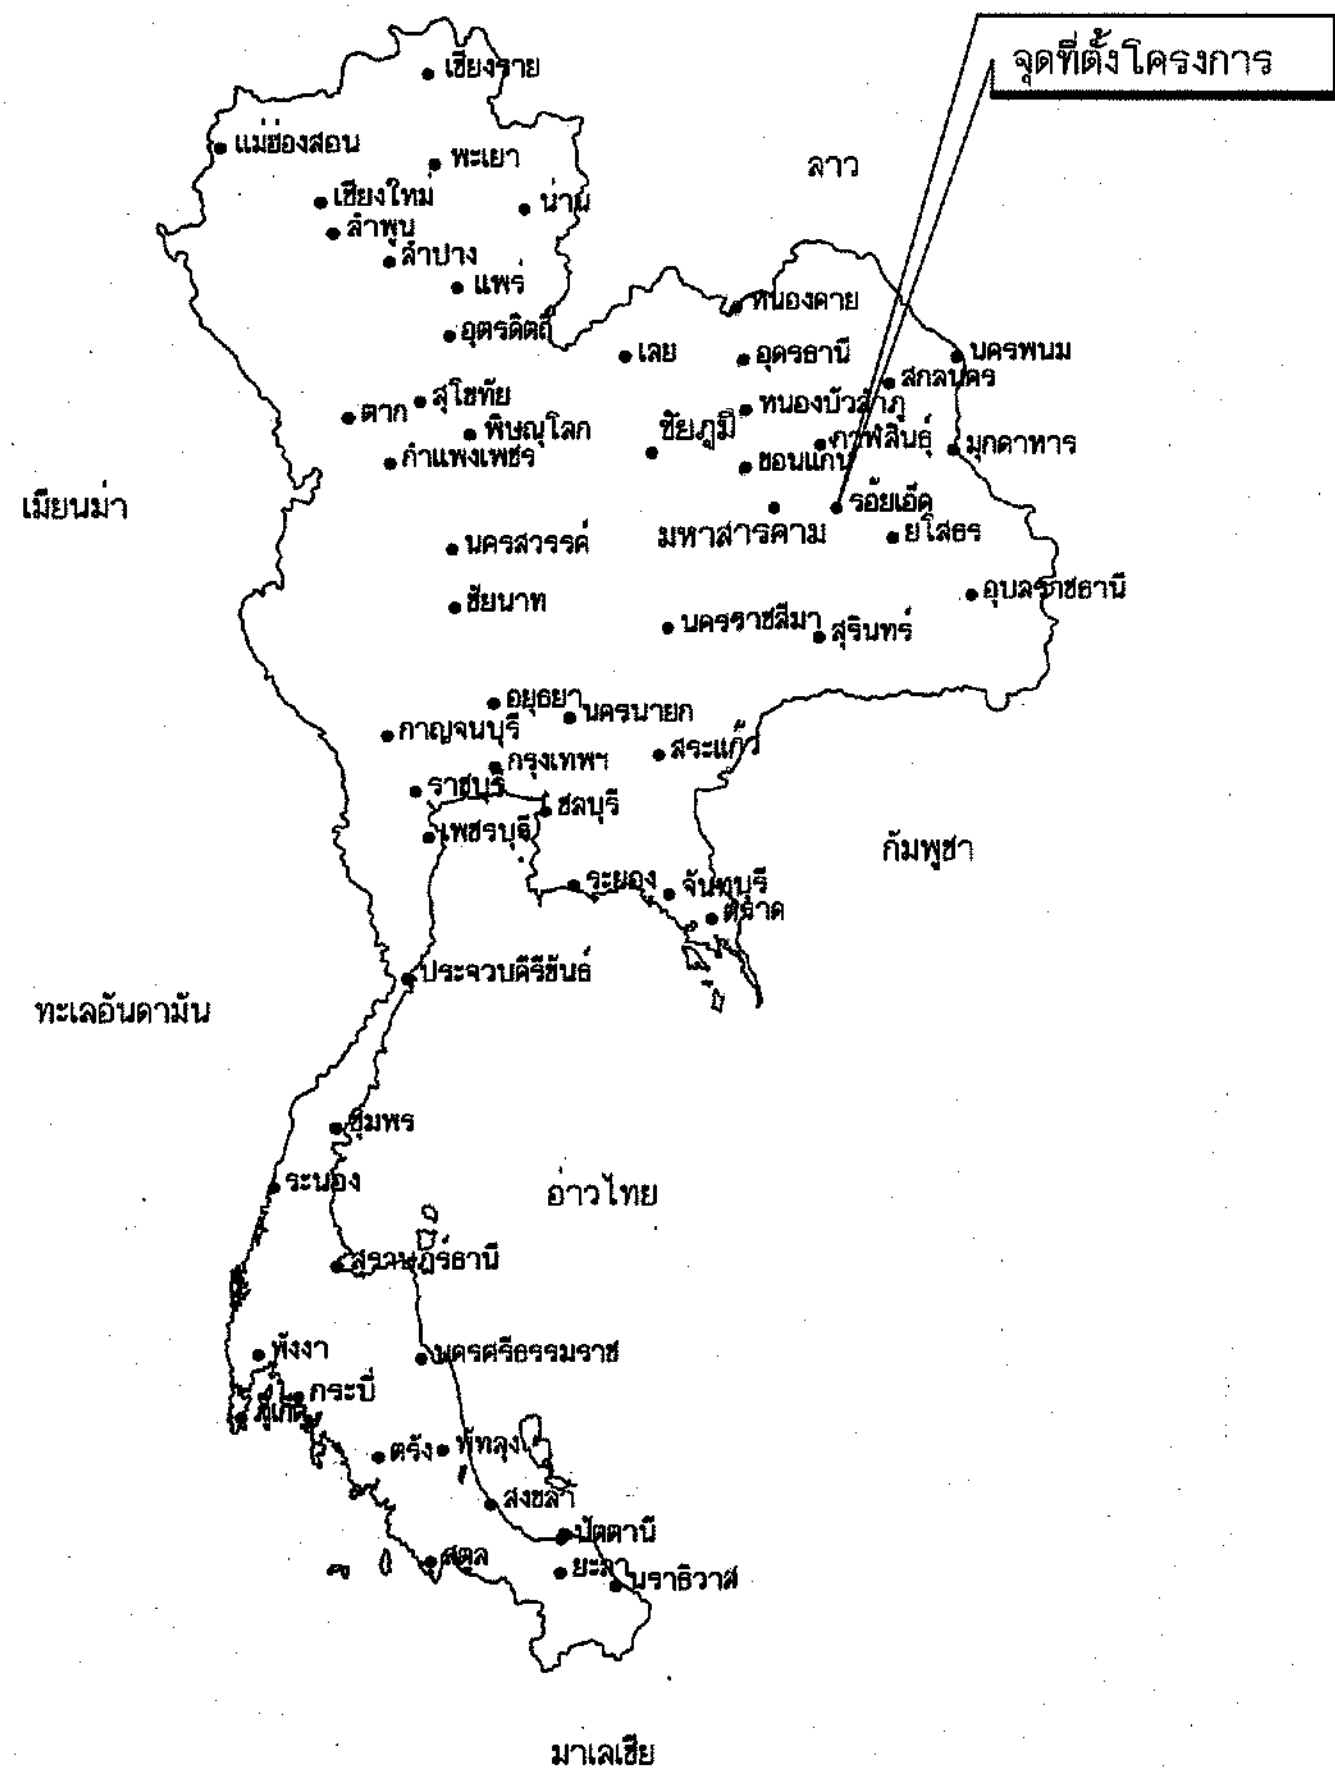 จุดที่ตั้งโครงการ
เชียงราย
แม่ฮ่องสอน
พะเยา
ลาว
เชียงใหม่
น่าน
ลำพูน
ลำปาง
แพร่
หนองคาย
อุตรดิตถ์
เลย
อุดรธานี
นครพนม
สกลนคร
สุโขทัย
ตาก
หนองบัวลำภู
พิษณุโลก
ชัยภูมิ
กาฬสินธุ์
มุกดาหาร
กำแพงเพชร
ขอนแก่น
เมียนม่า
รอ้ยเอ็ด
มหาสารคาม
ยโสธร
นครสวรรค์
อุบลราชธานี
ชัยนาท
นครราชสีมา
สุรินทร์
อยุธยา
นครนายก
กาญจนบุรี
สระแก้ว
กรุงเทพฯ
ราชบุรี
ชลบุรี
เพชรบุรี
กัมพูชา
ระยอง
จันทบุรี
ตราด
ประจวบคีรีขันธ์
ทะเลอันดามัน
ชุมพร
ระนอง
อ่าวไทย
สุราษฎร์ธานี
พังงา
นครศรีธรรมราช
กระบี่
ภูเก็ต
ตรัง
พัทลุง
สงขลา
ปัตตานี
สตูล
ยะลา
นราธิวาส
มาเลเซีย